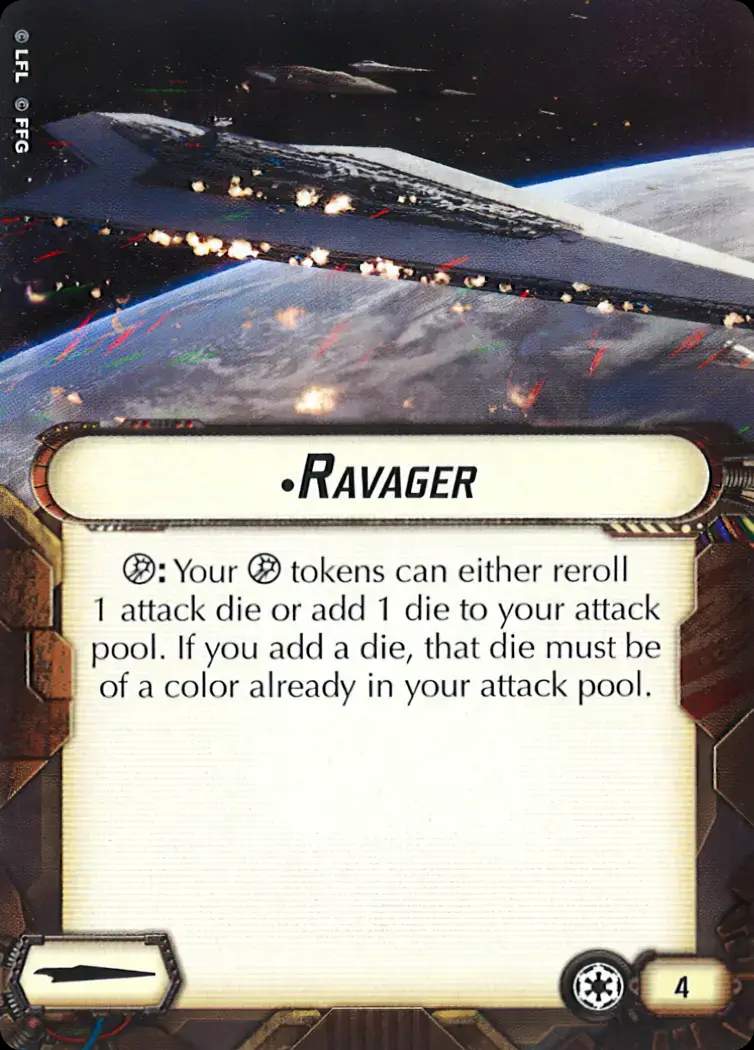 © LFL © FFG
•RAVAGER
: Your tokens can either reroll
1 attack die or add 1 die to your attack
pool. If you add a die, that die must be
of a color already in your attack pool.
4